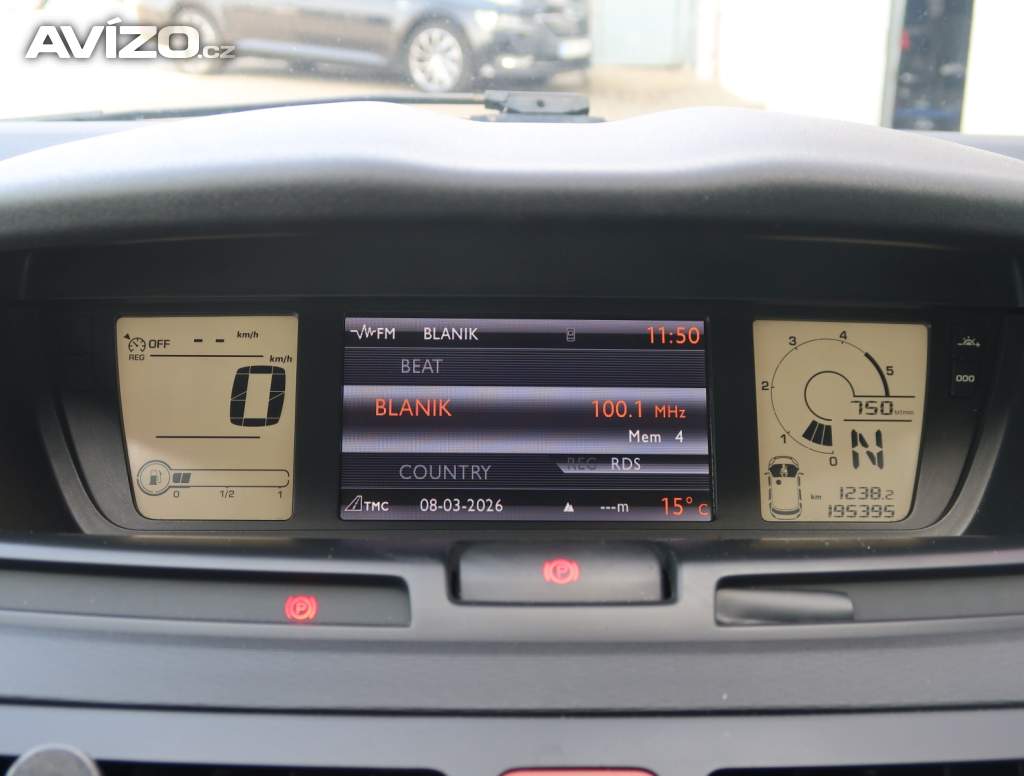 AVÍZO.cz
OFF -- km/h
REG
km/h
0
0 1/2 1
FM BLANIK 11:50
BEAT
BLANIK 100.1 MHz
Mem 4
COUNTRY REG RDS
TMC 08-03-2026 ---m 15°C
3 4
2 5
750 tr/min
1 0
N
km 1238.2
195395
P
P